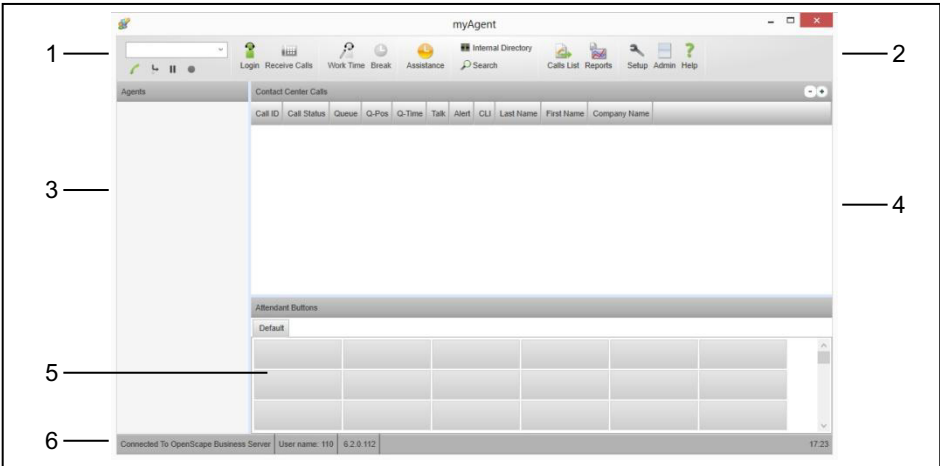 myAgent
1
2
Internal Directory
Login Receive Calls Work Time Break Assistance Search Calls List Reports Setup Admin Help
Agents Contact Center Calls
Call ID Call Status Queue Q-Pos Q-Time Talk Alert CLI Last Name First Name Company Name
3
4
Attendant Buttons
Default
5
6
Connected To OpenScape Business Server User name: 110 6.2.0.112 17:23